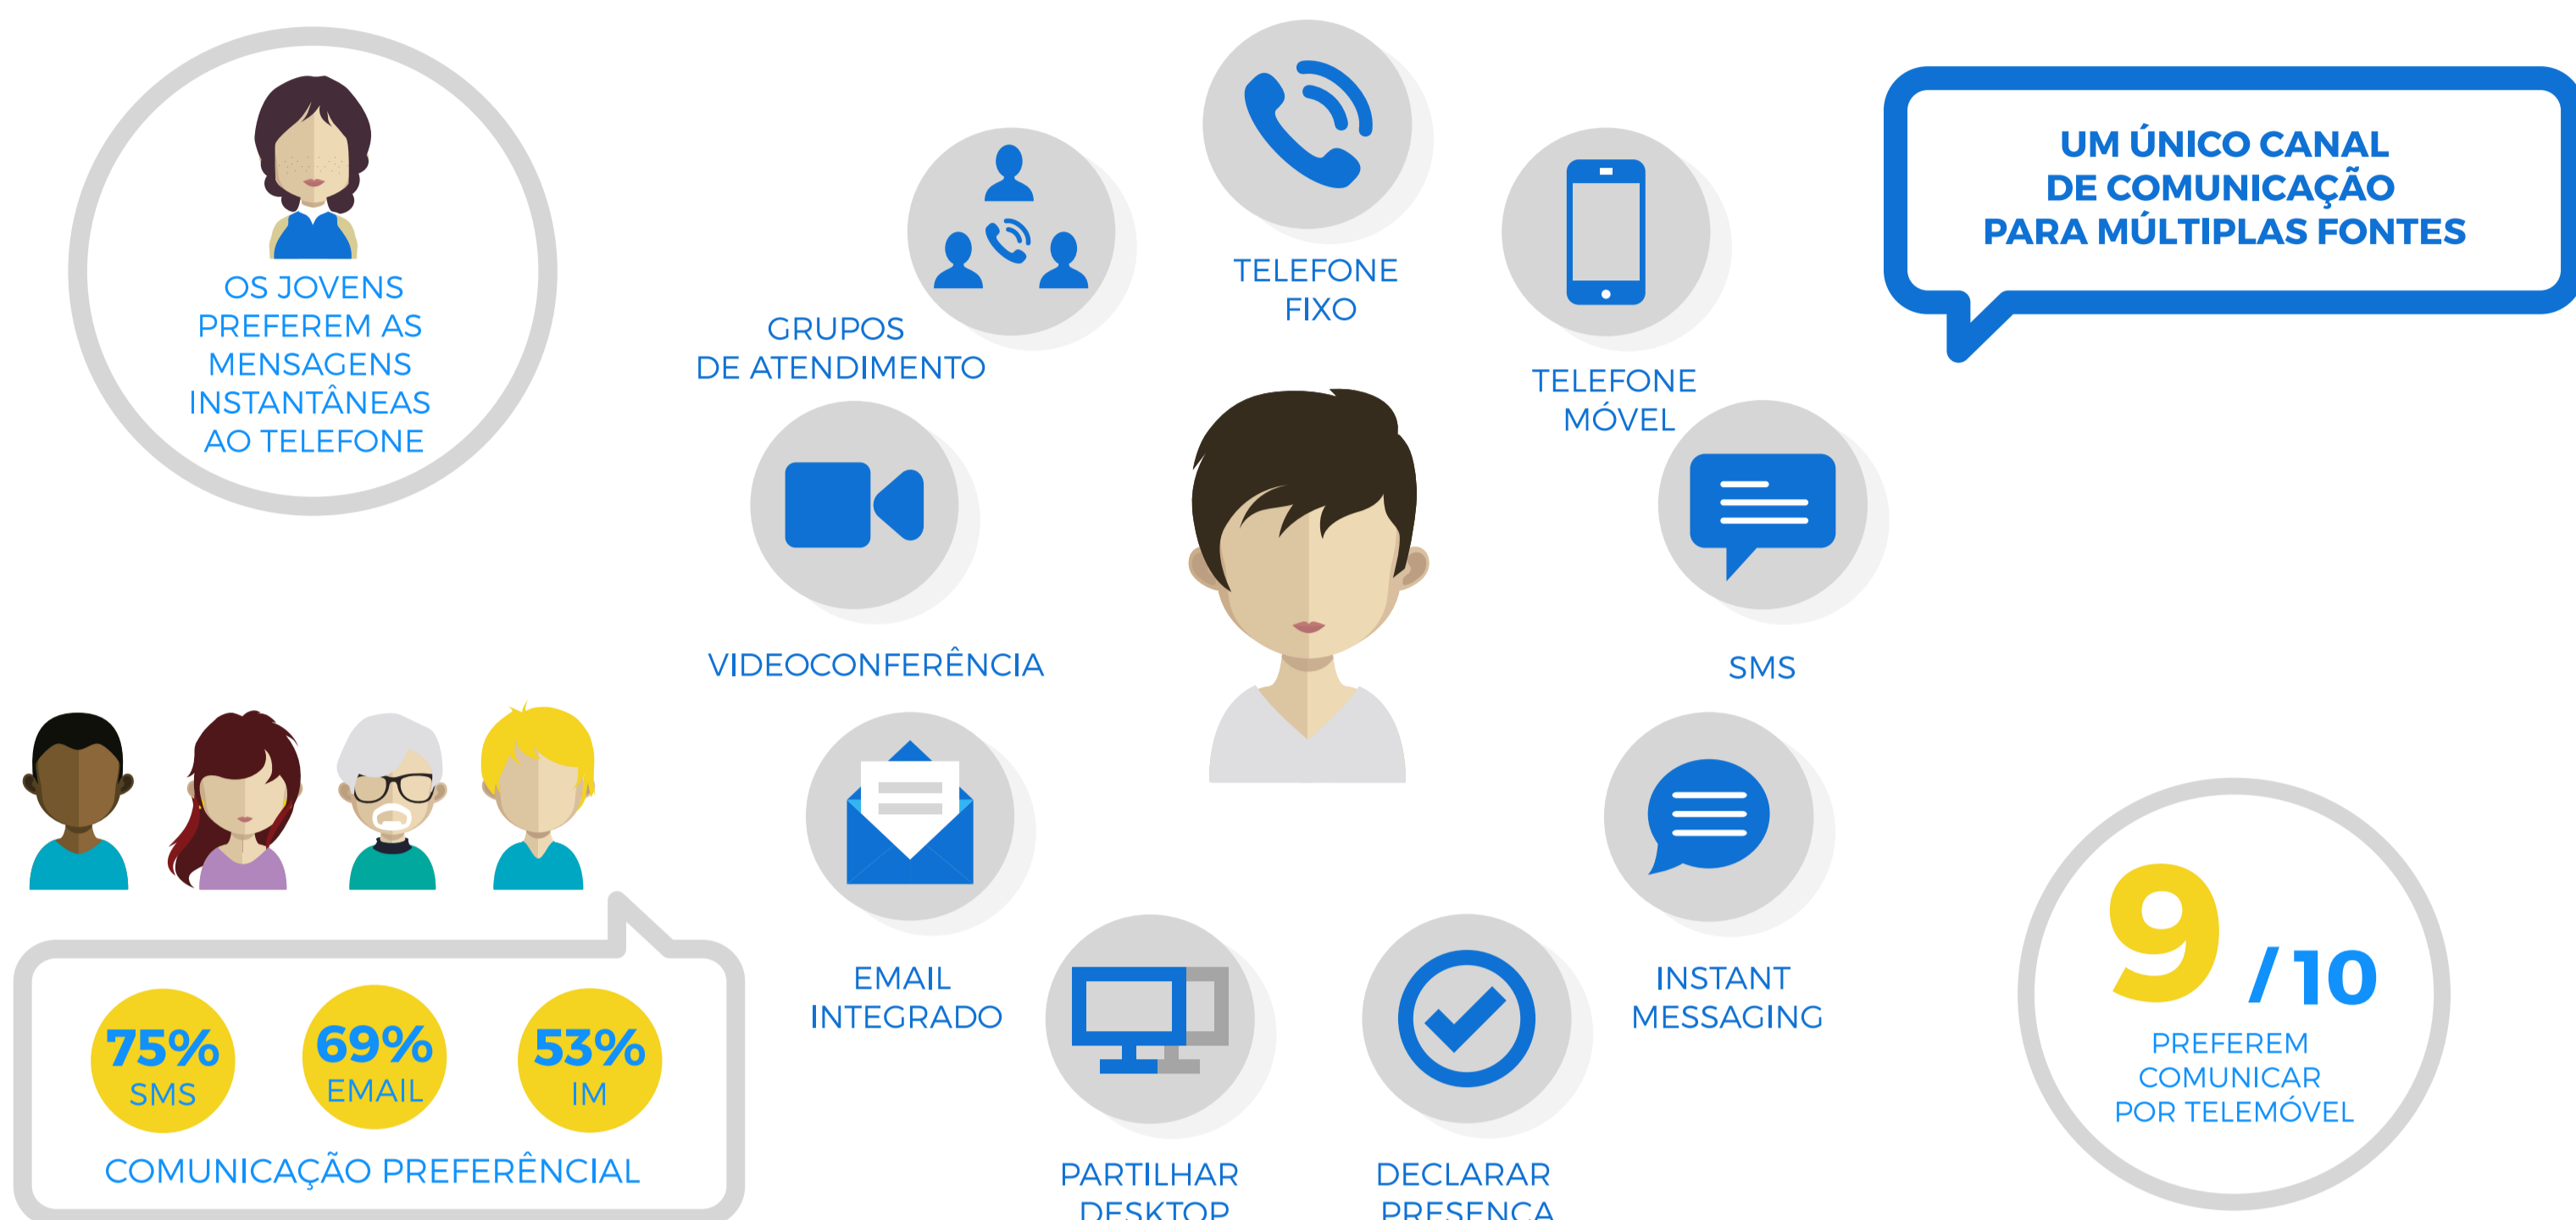 OS JOVENS
PREFEREM AS
MENSAGENS
INSTANTÂNEAS
AO TELEFONE
GRUPOS
DE ATENDIMENTO
TELEFONE
FIXO
TELEFONE
MÓVEL
UM ÚNICO CANAL
DE COMUNICAÇÃO
PARA MÚLTIPLAS FONTES
VIDEOCONFERÊNCIA
SMS
EMAIL
INTEGRADO
INSTANT
MESSAGING
PARTILHAR
DESKTOP
DECLARAR
PRESENÇA
75%
SMS
69%
EMAIL
53%
IM
COMUNICAÇÃO PREFERÊNCIAL
9/10
PREFEREM
COMUNICAR
POR TELEMÓVEL